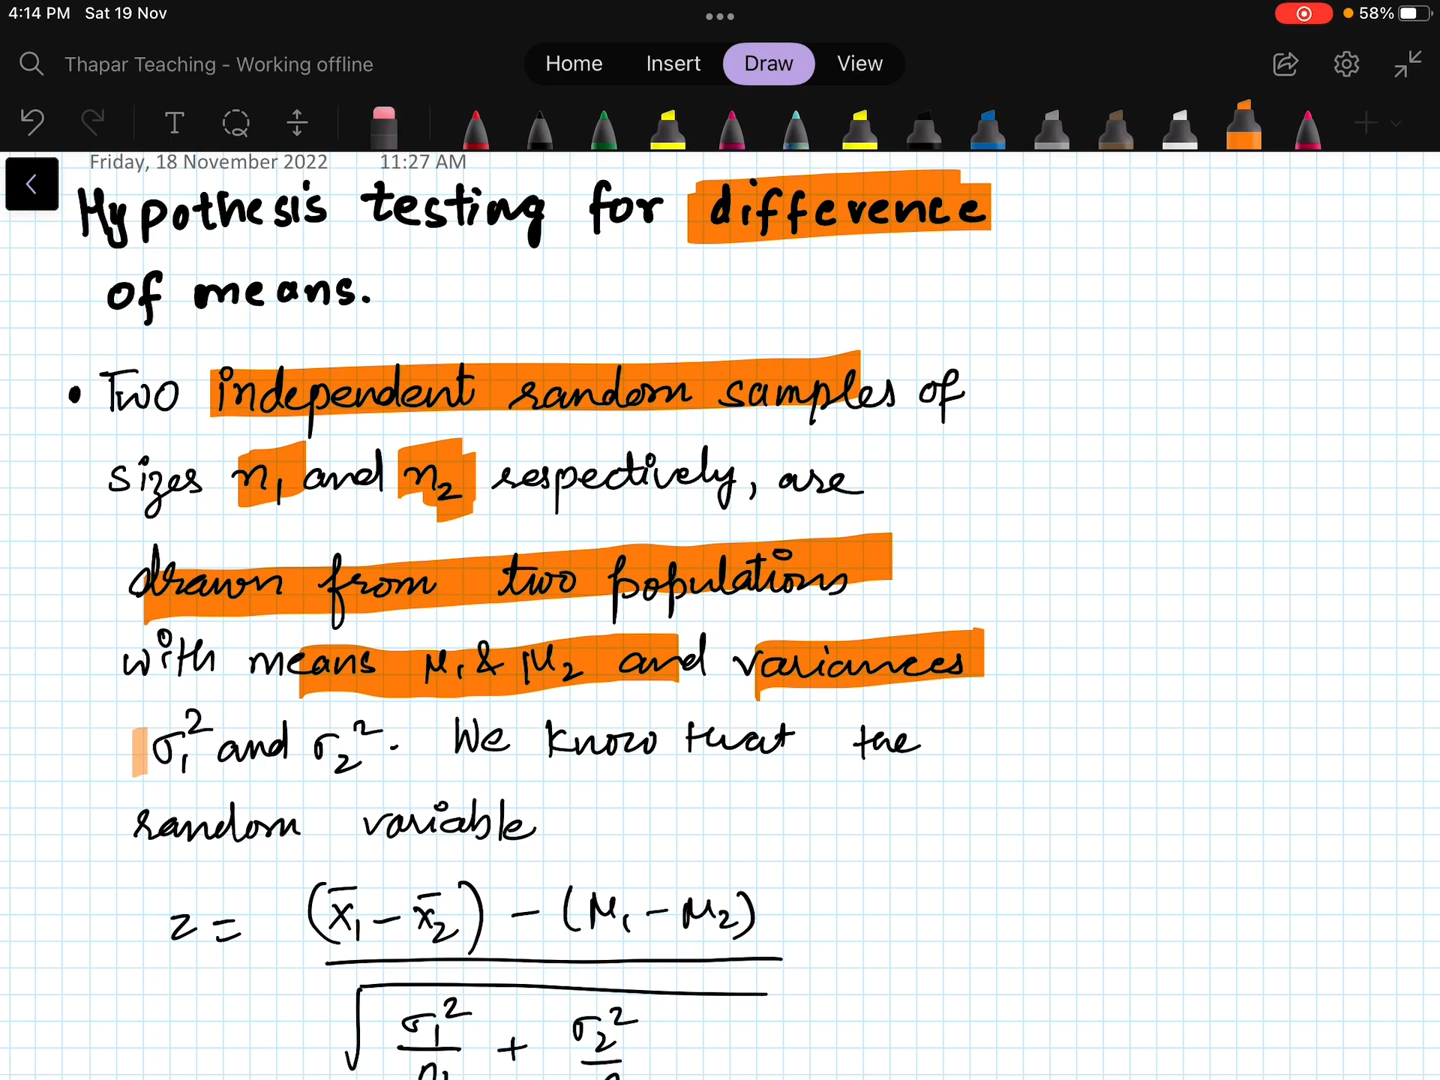 4:14 PM Sat 19 Nov 58%
Thapar Teaching - Working offline Home Insert Draw View
T
Friday, 18 November 2022 11:27 AM
Hypothesis testing for difference
of means.
• Two independent random samples of
sizes n₁ and n₂ respectively, are
drawn from two populations
with means μ₁ & μ₂ and variances
σ₁² and σ₂². We know that the
random variable
z = (x̄₁ - x̄₂) - (μ₁ - μ₂)
σ₁² + σ₂²
n₁